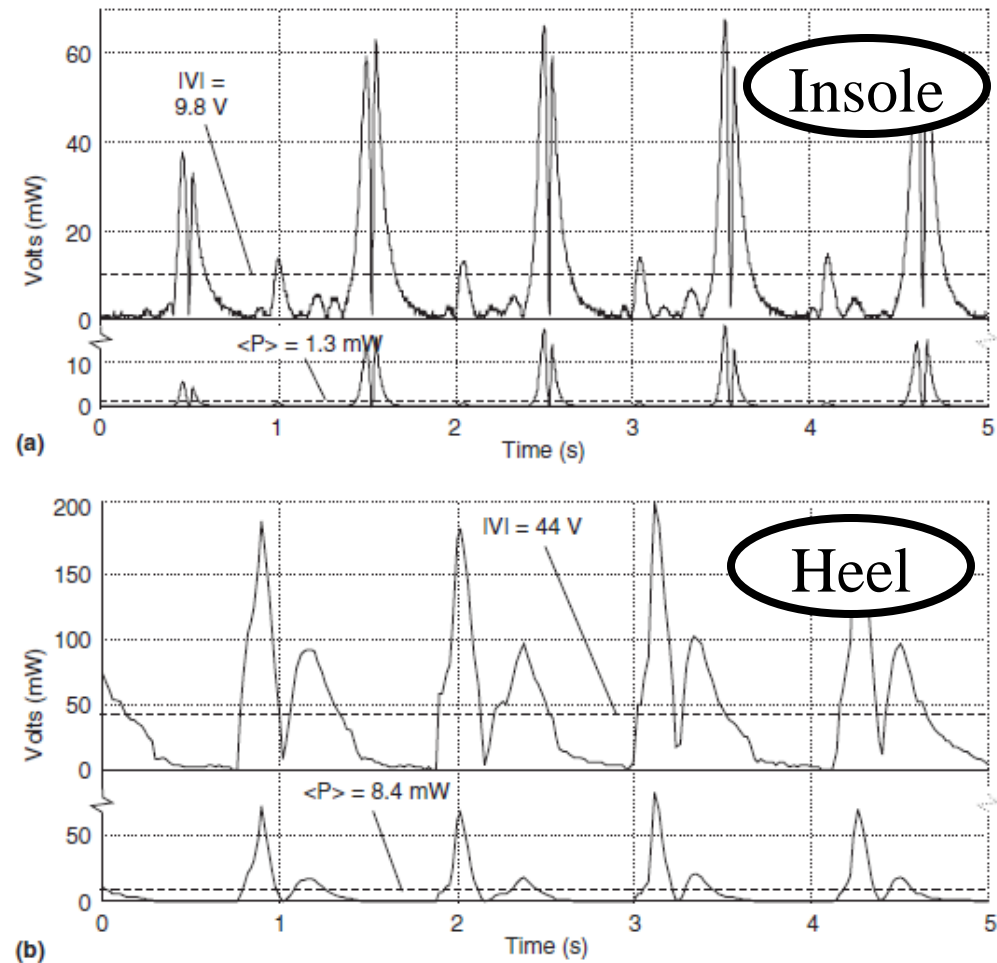 60
|V| =
9.8 V
Insole
40
Volts (mW)
20
0
<P> = 1.3 mW
10
0
0 1 2 3 4 5
(a)
Time (s)
200
|V| = 44 V
150
Heel
100
Volts (mW)
50
0
<P> = 8.4 mW
50
0
0 1 2 3 4 5
(b)
Time (s)